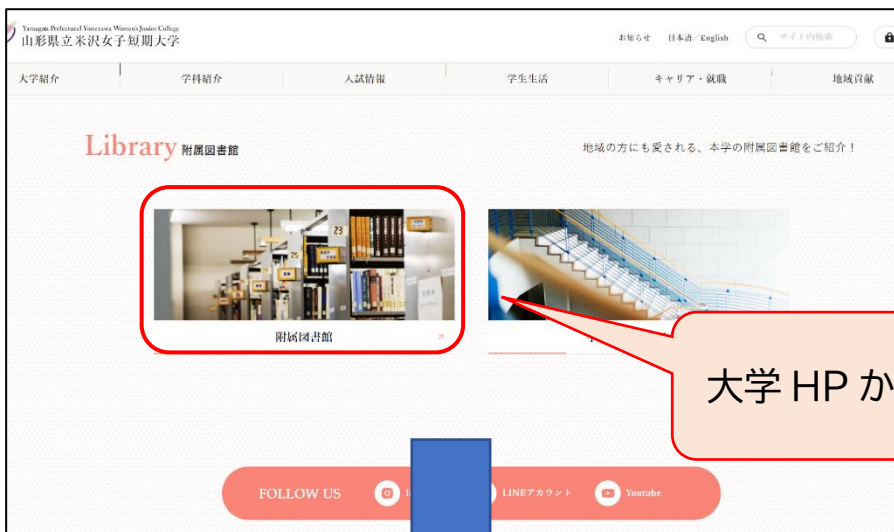 Yamagata Prefectural Yonezawa Women's Junior College
山形県立米沢女子短期大学
お知らせ 日本語/English サイト内検索
大学紹介 学科紹介 入試情報 学生生活 キャリア・就職 地域貢献
Library 附属図書館
地域の方にも愛される、本学の附属図書館をご紹介!
23
25
附属図書館
大学 HP か
FOLLOW US LINEアカウント Youtube